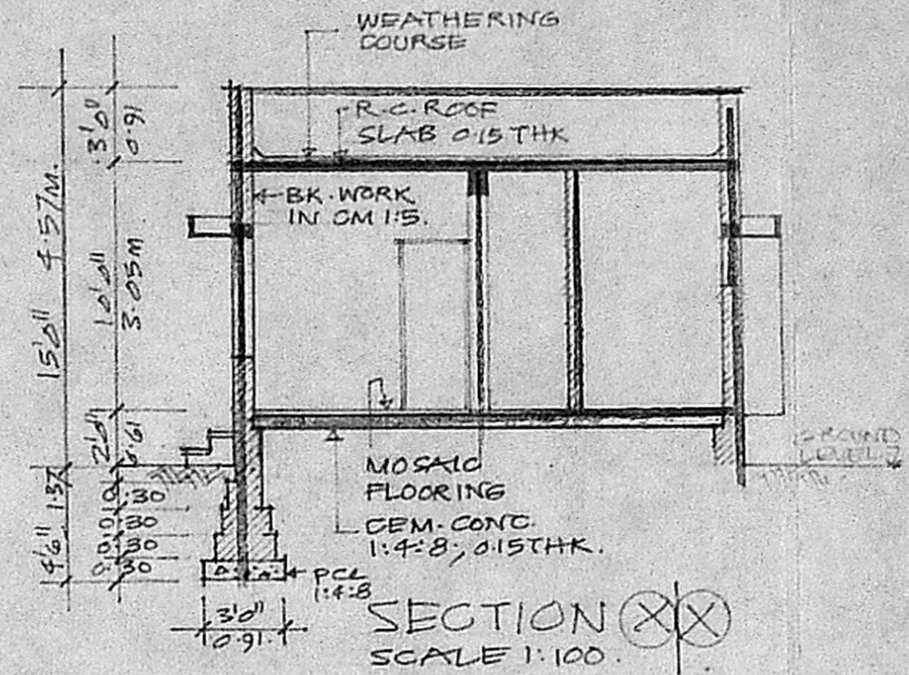 WEATHERING
COURSE
R.C. ROOF
SLAB 0.15 THK
BK. WORK
IN CM 1:5.
3'0"
0.91
15'0" 4.57M.
10'0"
3.05M
2'0"
0.61
4'6" 1.37
0.30
0.30
0.30
0.30
GROUND
LEVEL
MOSAIC
FLOORING
CEM. CONC.
1:4:8; 0.15 THK.
PCC
1:4:8
3'0"
0.91
SECTION X X
SCALE 1:100.